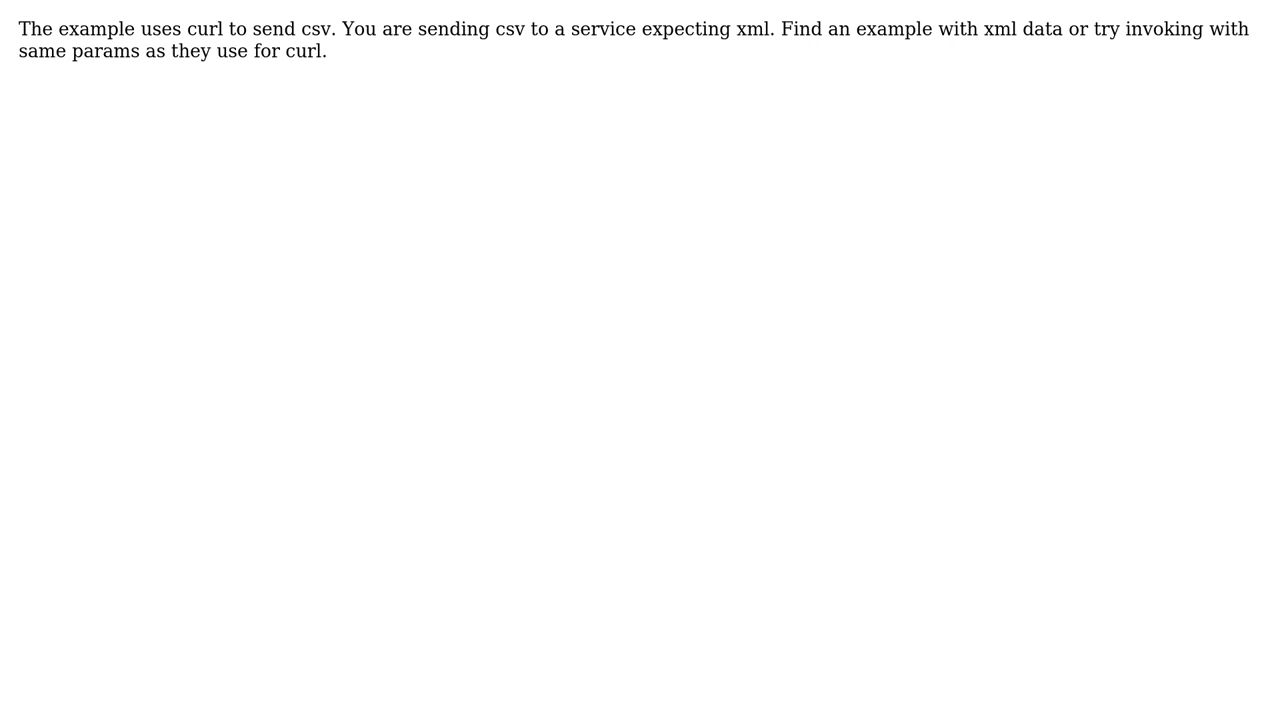 The example uses curl to send csv. You are sending csv to a service expecting xml. Find an example with xml data or try invoking with
same params as they use for curl.